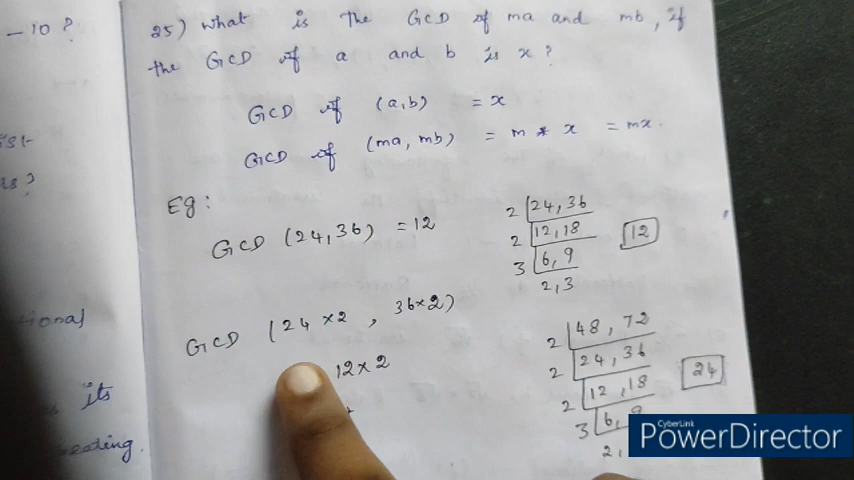 – 10 ?
its
eating.
25) What is the GCD of ma and mb, if
the GCD of a and b is x ?
GCD of (a,b) = x
GCD of (ma, mb) = m * x = mx.
Eg :
GCD (24, 36) = 12
2 24, 36
2 12, 18
3 6, 9
2, 3
12
GCD (24 ×2 , 36×2)
12×2
2 48, 72
2 24, 36
2 12, 18
3 6, 9
2,
24
CyberLink
PowerDirector